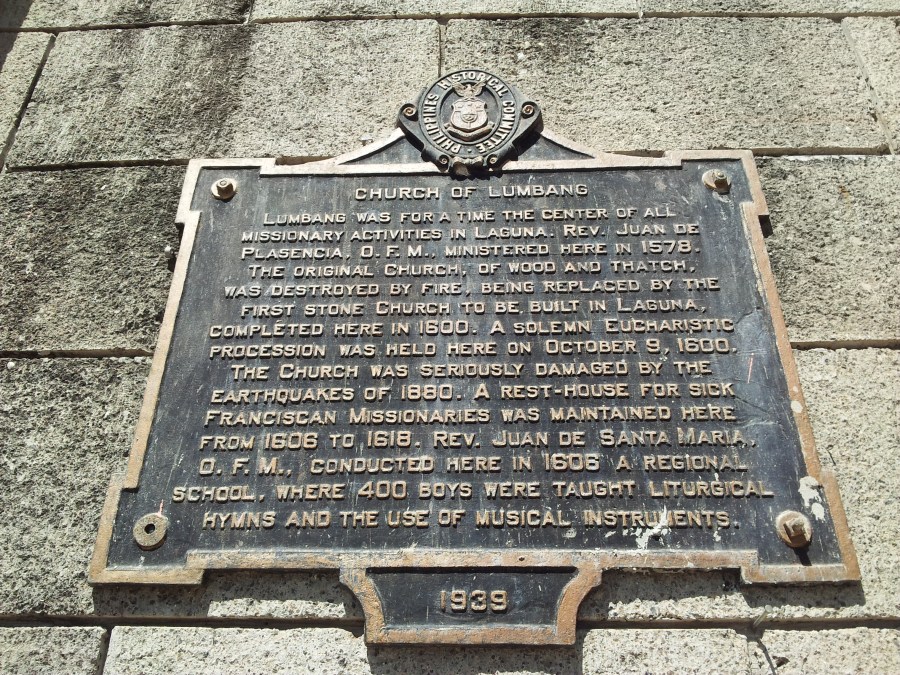 PHILIPPINES HISTORICAL COMMITTEE
CHURCH OF LUMBANG
LUMBANG WAS FOR A TIME THE CENTER OF ALL
MISSIONARY ACTIVITIES IN LAGUNA. REV. JUAN DE
PLASENCIA, O.F.M., MINISTERED HERE IN 1578.
THE ORIGINAL CHURCH, OF WOOD AND THATCH,
WAS DESTROYED BY FIRE, BEING REPLACED BY THE
FIRST STONE CHURCH TO BE BUILT IN LAGUNA,
COMPLETED HERE IN 1600. A SOLEMN EUCHARISTIC
PROCESSION WAS HELD HERE ON OCTOBER 9, 1600.
THE CHURCH WAS SERIOUSLY DAMAGED BY THE
EARTHQUAKES OF 1880. A REST-HOUSE FOR SICK
FRANCISCAN MISSIONARIES WAS MAINTAINED HERE
FROM 1606 TO 1618. REV. JUAN DE SANTA MARIA,
O.F.M., CONDUCTED HERE IN 1606 A REGIONAL
SCHOOL, WHERE 400 BOYS WERE TAUGHT LITURGICAL
HYMNS AND THE USE OF MUSICAL INSTRUMENTS.
1939